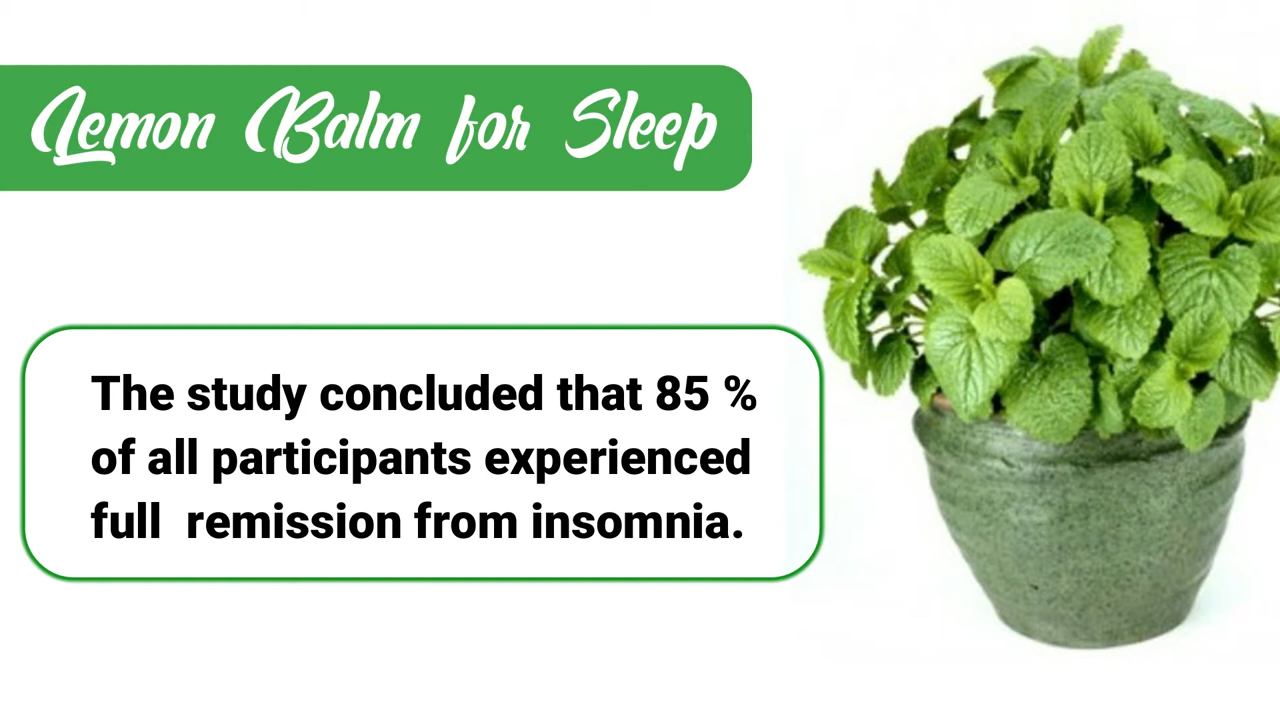 Lemon Balm for Sleep
The study concluded that 85 %
of all participants experienced
full  remission from insomnia.